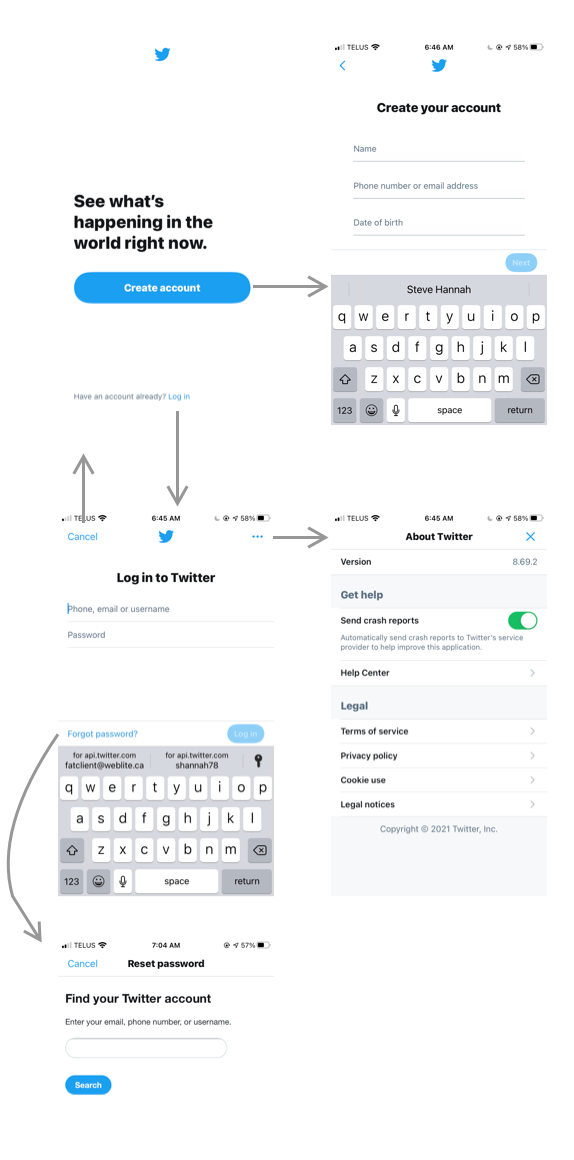 See what's
happening in the
world right now.
Create account
Have an account already? Log in
TELUS 6:46 AM 58%
Create your account
Name
Phone number or email address
Date of birth
Next
Steve Hannah
q w e r t y u i o p
a s d f g h j k l
z x c v b n m
123 space return
TELUS 6:45 AM 58%
Cancel
Log in to Twitter
Phone, email or username
Password
Forgot password? Log in
for api.twitter.com for api.twitter.com
fatclient@weblite.ca shannah78
q w e r t y u i o p
a s d f g h j k l
z x c v b n m
123 space return
TELUS 6:45 AM 58%
About Twitter
Version 8.69.2
Get help
Send crash reports
Automatically send crash reports to Twitter's service
provider to help improve this application.
Help Center
Legal
Terms of service
Privacy policy
Cookie use
Legal notices
Copyright © 2021 Twitter, Inc.
TELUS 7:04 AM 57%
Cancel Reset password
Find your Twitter account
Enter your email, phone number, or username.
Search